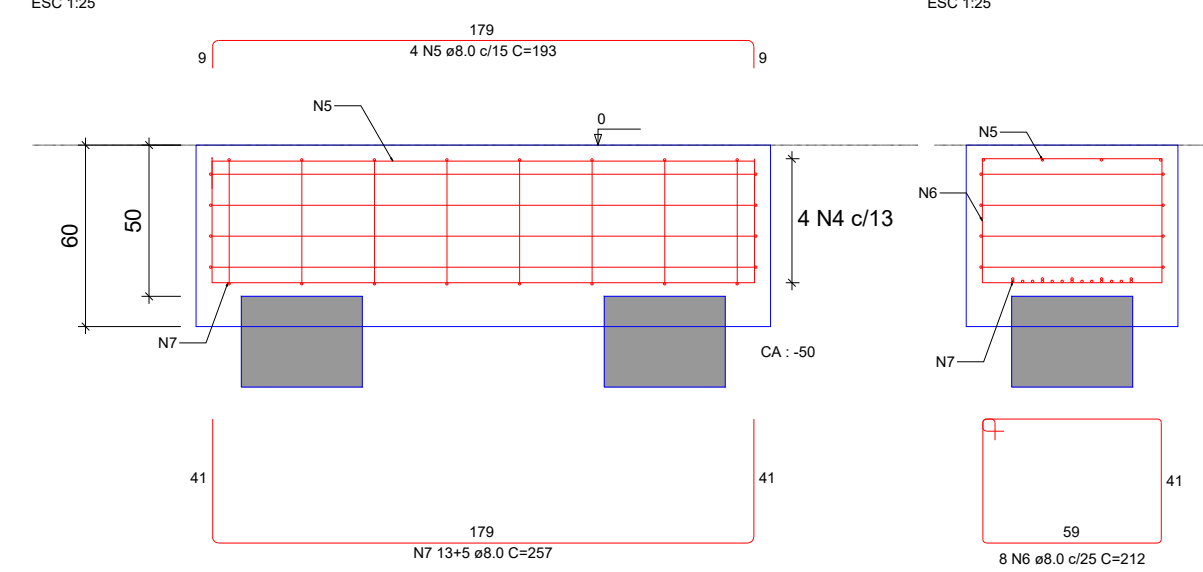 ESC 1:25
ESC 1:25
179
9
4 N5 ø8.0 c/15 C=193
9
N5
0
N5
60
50
4 N4 c/13
N6
N7
CA : -50
N7
41
41
41
179
59
N7 13+5 ø8.0 C=257
8 N6 ø8.0 c/25 C=212